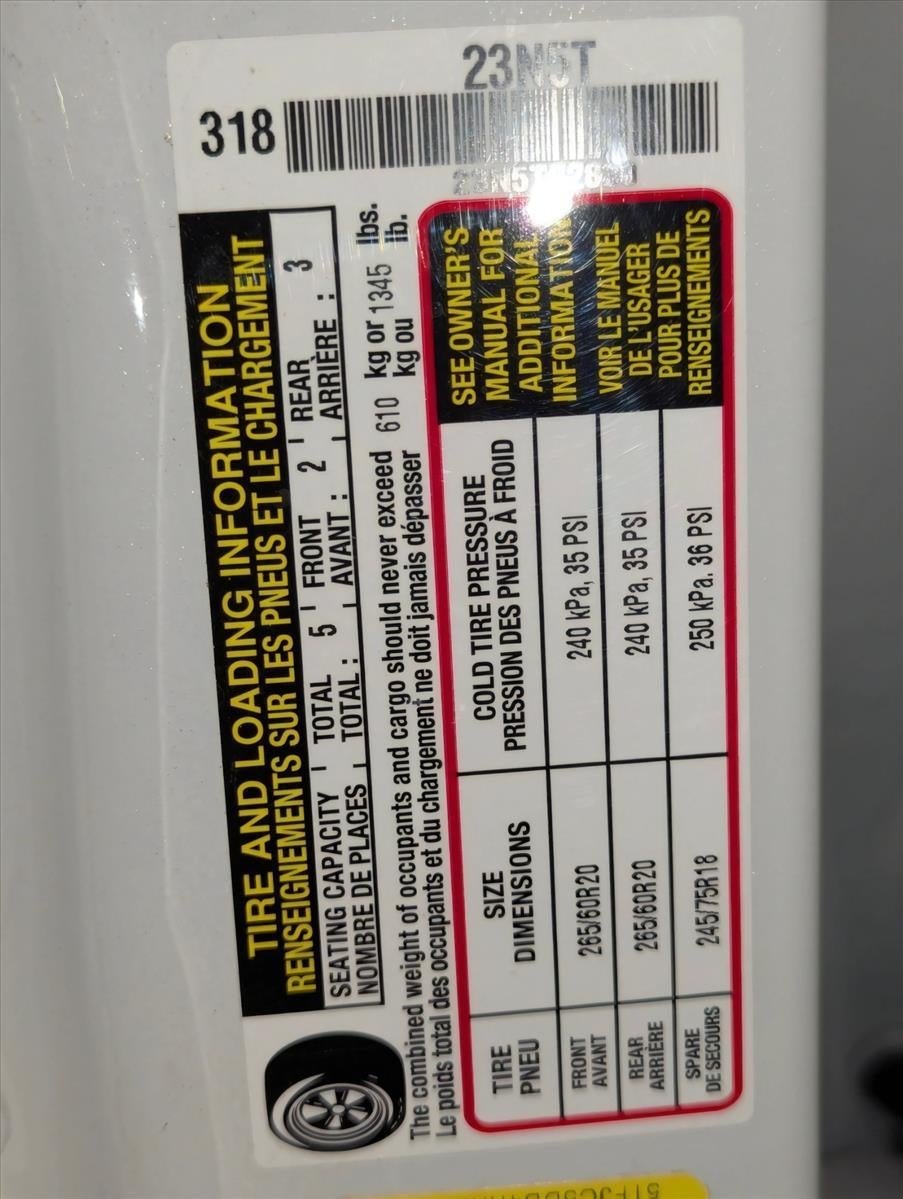 318
23N5T
TIRE AND LOADING INFORMATION
RENSEIGNEMENTS SUR LES PNEUS ET LE CHARGEMENT
SEATING CAPACITY TOTAL 5 FRONT 2 REAR 3
NOMBRE DE PLACES TOTAL : AVANT : ARRIÈRE :
The combined weight of occupants and cargo should never exceed 610 kg or 1345 lbs.
Le poids total des occupants et du chargement ne doit jamais dépasser kg ou lb.
TIRE SIZE COLD TIRE PRESSURE
PNEU DIMENSIONS PRESSION DES PNEUS À FROID
FRONT 265/60R20 240 kPa, 35 PSI
AVANT
REAR 265/60R20 240 kPa, 35 PSI
ARRIÈRE
SPARE 245/75R18 250 kPa. 36 PSI
DE SECOURS
SEE OWNER'S
MANUAL FOR
ADDITIONAL
INFORMATION
VOIR LE MANUEL
DE L'USAGER
POUR PLUS DE
RENSEIGNEMENTS